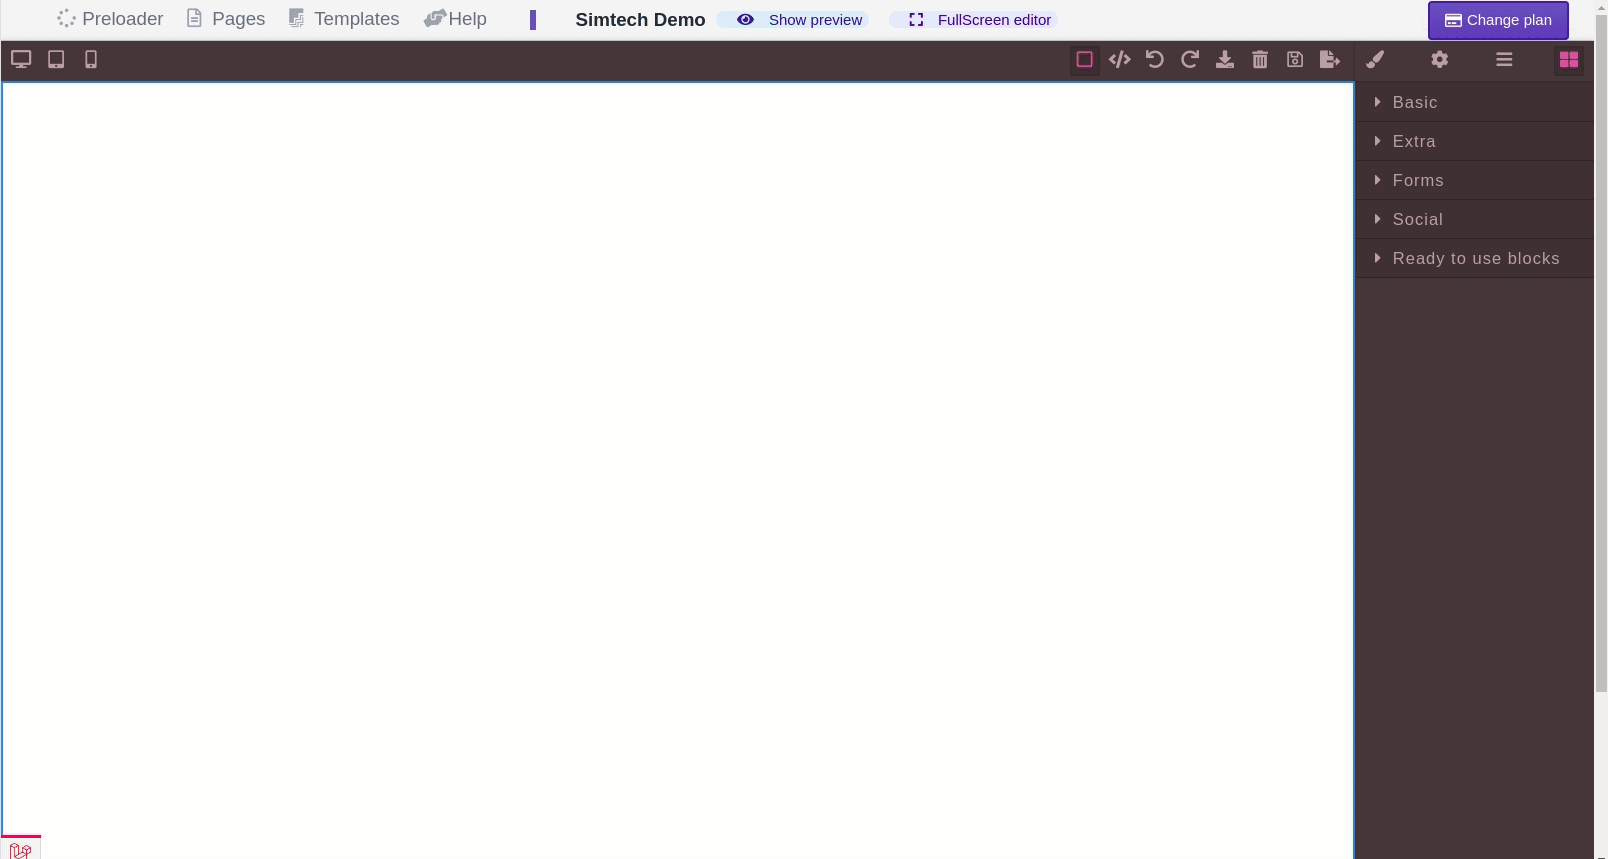 Preloader Pages Templates Help Simtech Demo Show preview FullScreen editor Change plan
Basic
Extra
Forms
Social
Ready to use blocks